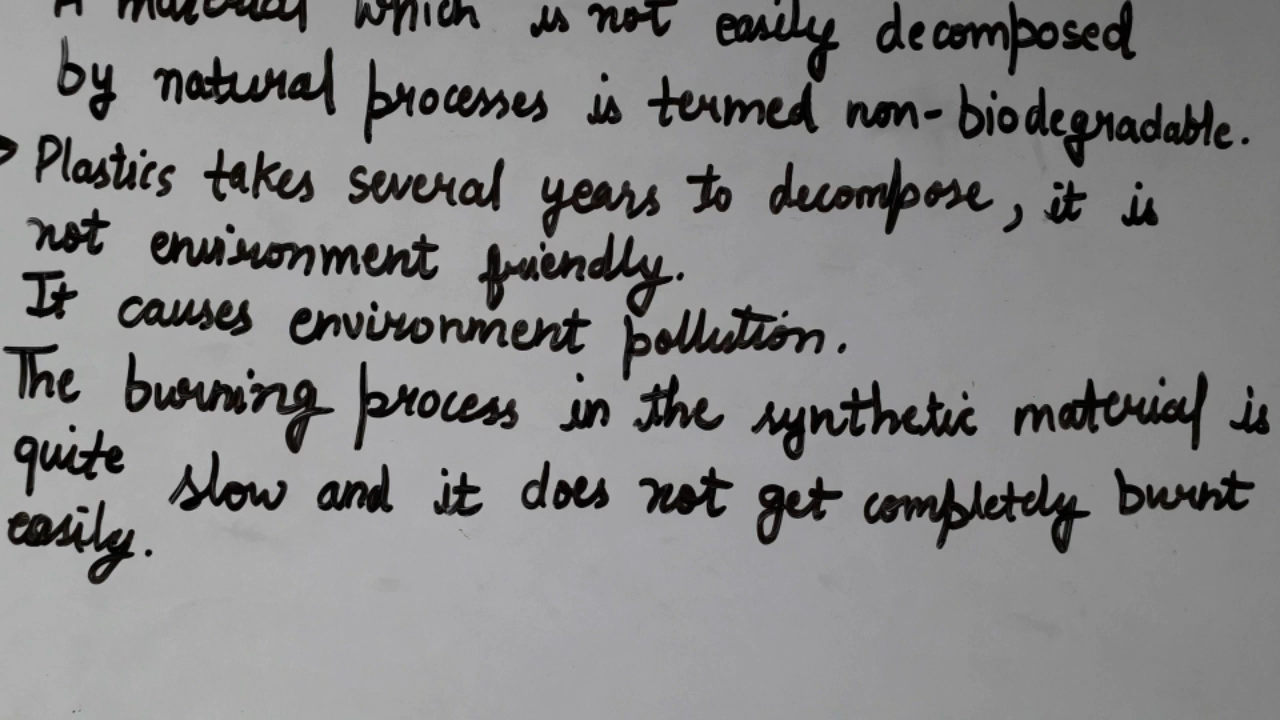 A material which is not easily decomposed
by natural processes is termed non-biodegradable.
Plastics takes several years to decompose, it is
not environment friendly.
It causes environment pollution.
The burning process in the synthetic material is
quite slow and it does not get completely burnt
easily.